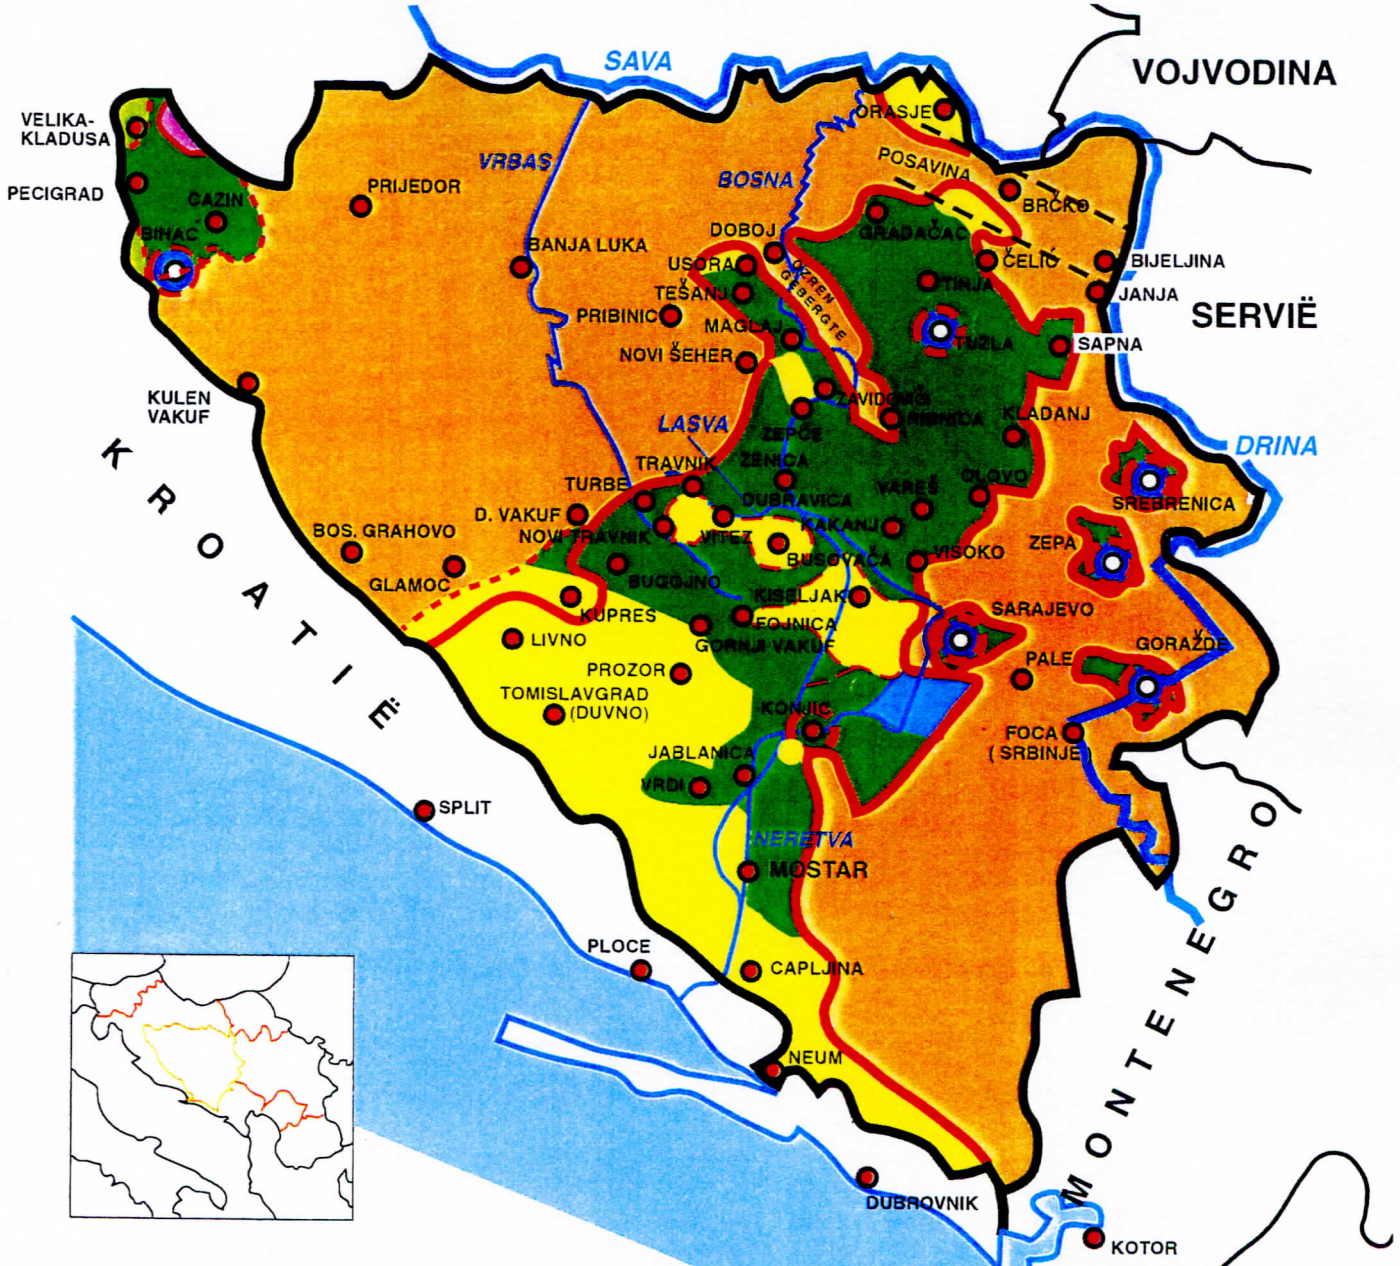 SAVA
VOJVODINA
VELIKA-
KLADUSA
ORASJE
VRBAS
BOSNA
POSAVINA
PECIGRAD
CAZIN
PRIJEDOR
BRČKO
BIHAĆ
BANJA LUKA
DOBOJ
GRADAČAC
USORA
OZREN
GEBERGTE
ČELIĆ
BIJELJINA
TEŠANJ
TINJA
JANJA
PRIBINIC
MAGLAJ
SERVIË
TUZLA
SAPNA
NOVI ŠEHER
KULEN
VAKUF
ZAVIDOVIĆI
RIBNICA
KLADANJ
LASVA
ZEPČE
KROATIË
DRINA
TRAVNIK
ZENICA
TURBE
DUBRAVICA
VAREŠ
OLOVO
SREBRENICA
D. VAKUF
NOVI TRAVNIK
VITEZ
KAKANJ
BOS. GRAHOVO
BUSOVAČA
VISOKO
ZEPA
GLAMOC
BUGOJNO
KISELJAK
SARAJEVO
KUPRES
FOJNICA
LIVNO
GORNJI VAKUF
GORAŽDE
PROZOR
PALE
TOMISLAVGRAD
(DUVNO)
KONJIC
FOCA
( SRBINJE )
JABLANICA
VRDI
SPLIT
NERETVA
MOSTAR
MONTENEGRO
PLOCE
CAPLJINA
NEUM
DUBROVNIK
KOTOR